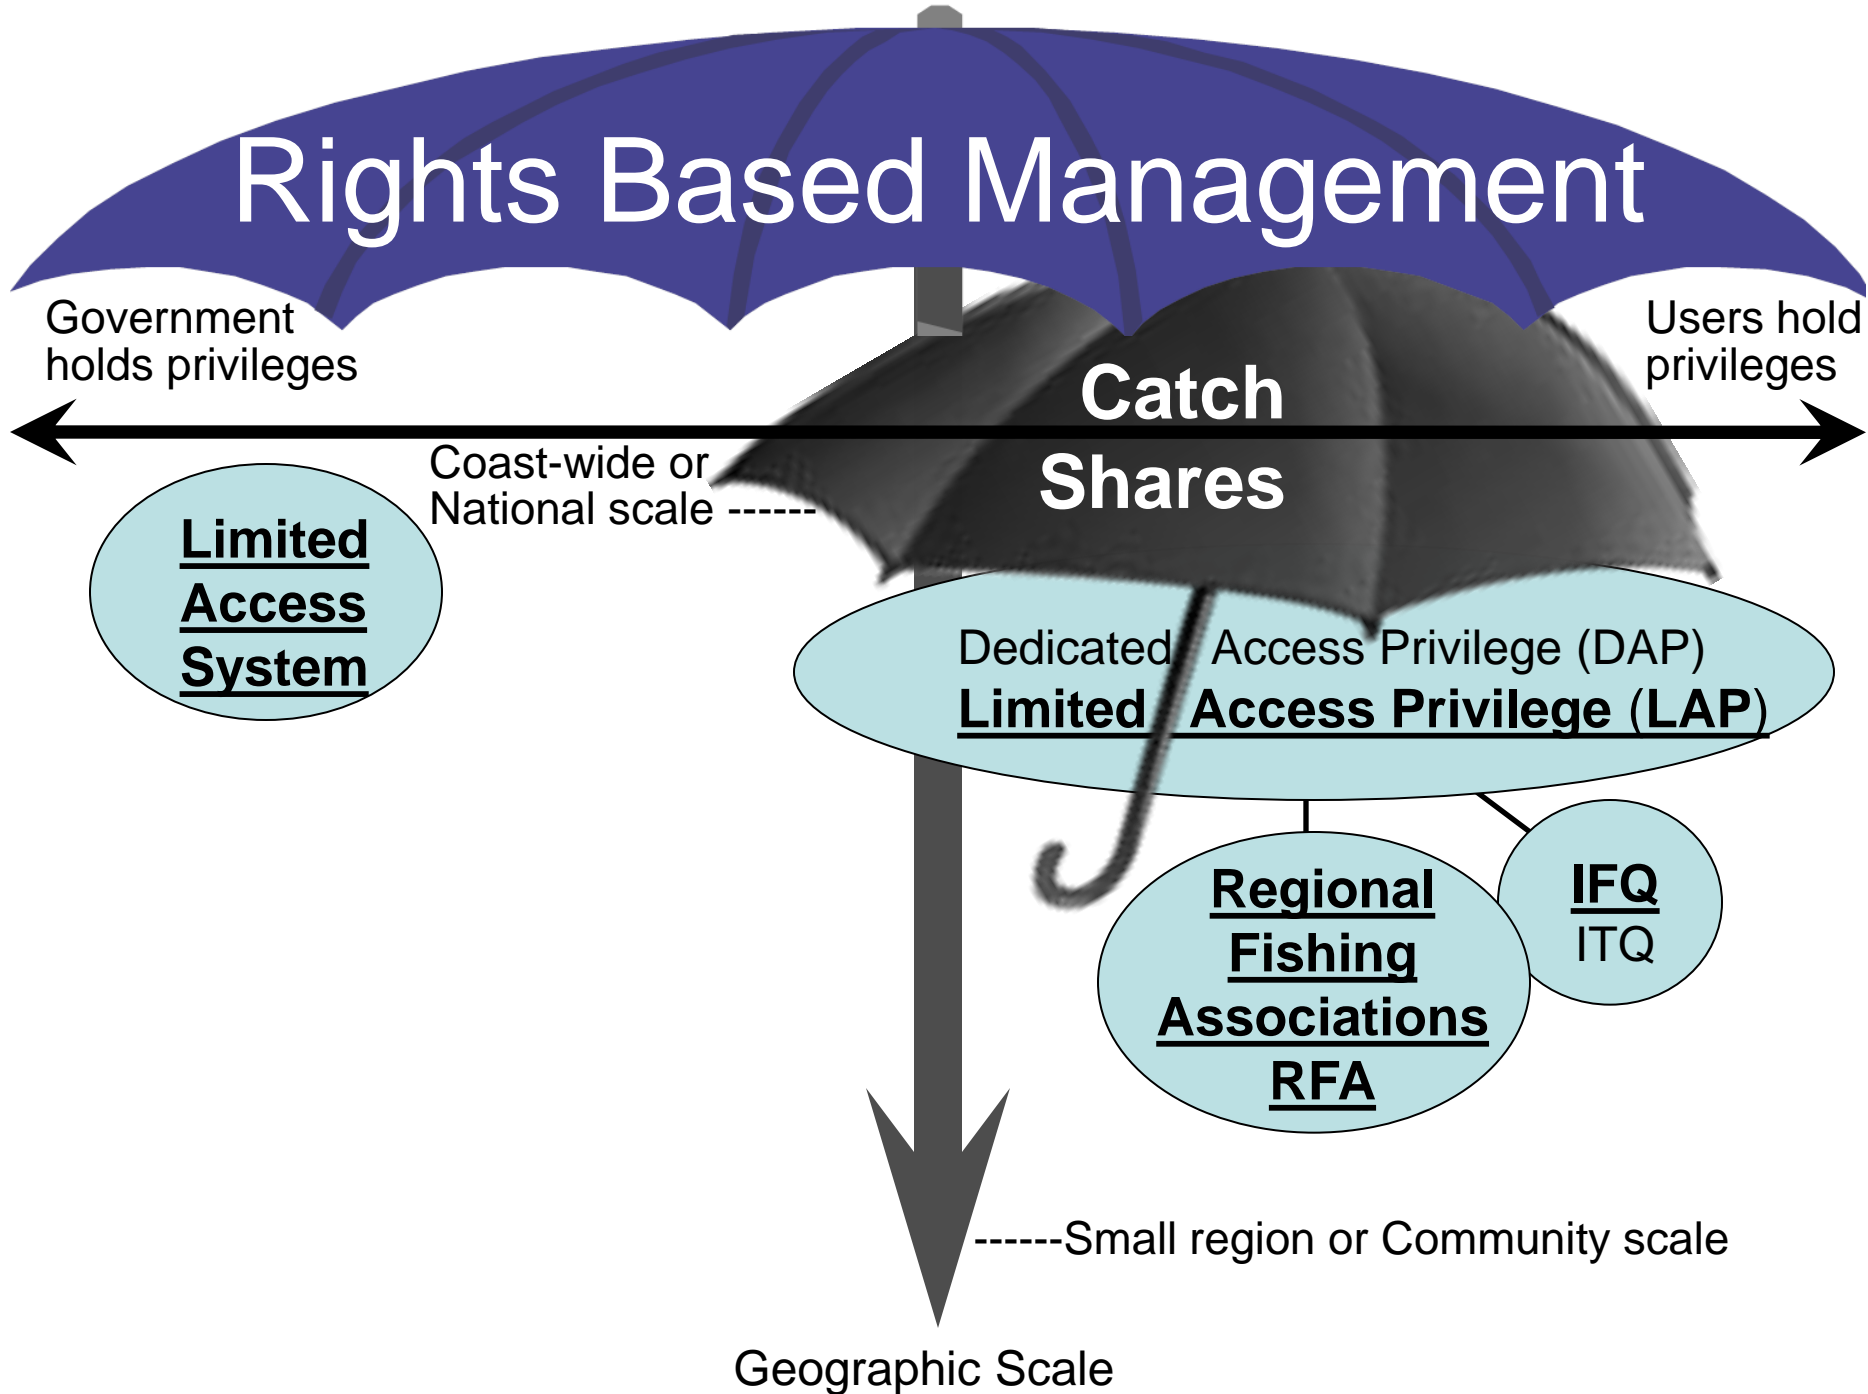 Rights Based Management
Government
holds privileges
Users hold
privileges
Catch
Shares
Coast-wide or
National scale ------
Limited
Access
System
Dedicated Access Privilege (DAP)
Limited Access Privilege (LAP)
Regional
Fishing
Associations
RFA
IFQ
ITQ
------Small region or Community scale
Geographic Scale